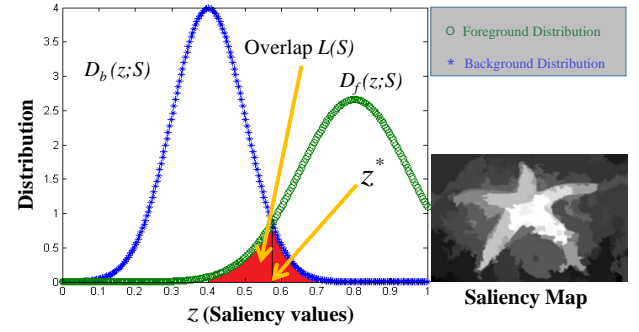 D_b(z;S)
Overlap L(S)
D_f(z;S)
z*
Distribution
4
3.5
3
2.5
2
1.5
1
0.5
0
0 0.1 0.2 0.3 0.4 0.5 0.6 0.7 0.8 0.9 1
z (Saliency values)
Foreground Distribution
Background Distribution
Saliency Map